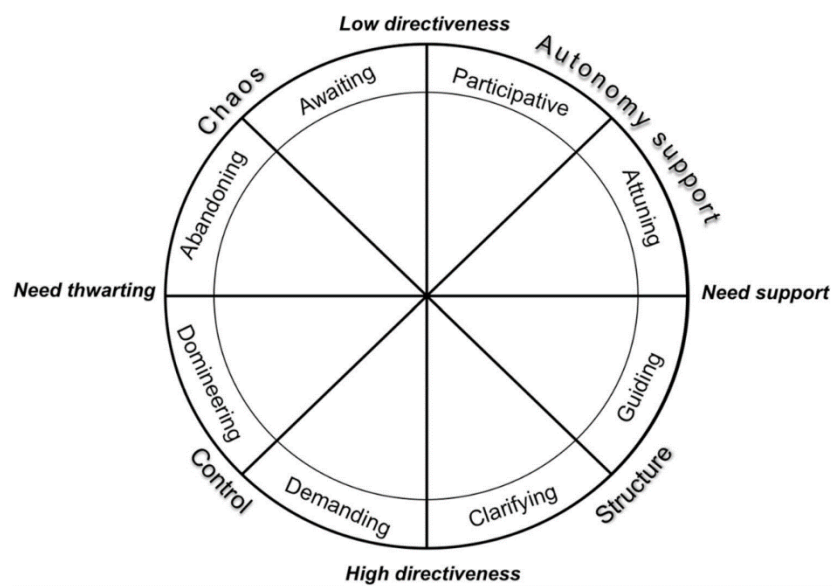 Low directiveness
Chaos
Awaiting
Participative
Autonomy support
Abandoning
Attuning
Need thwarting
Need support
Domineering
Guiding
Control
Demanding
Clarifying
Structure
High directiveness